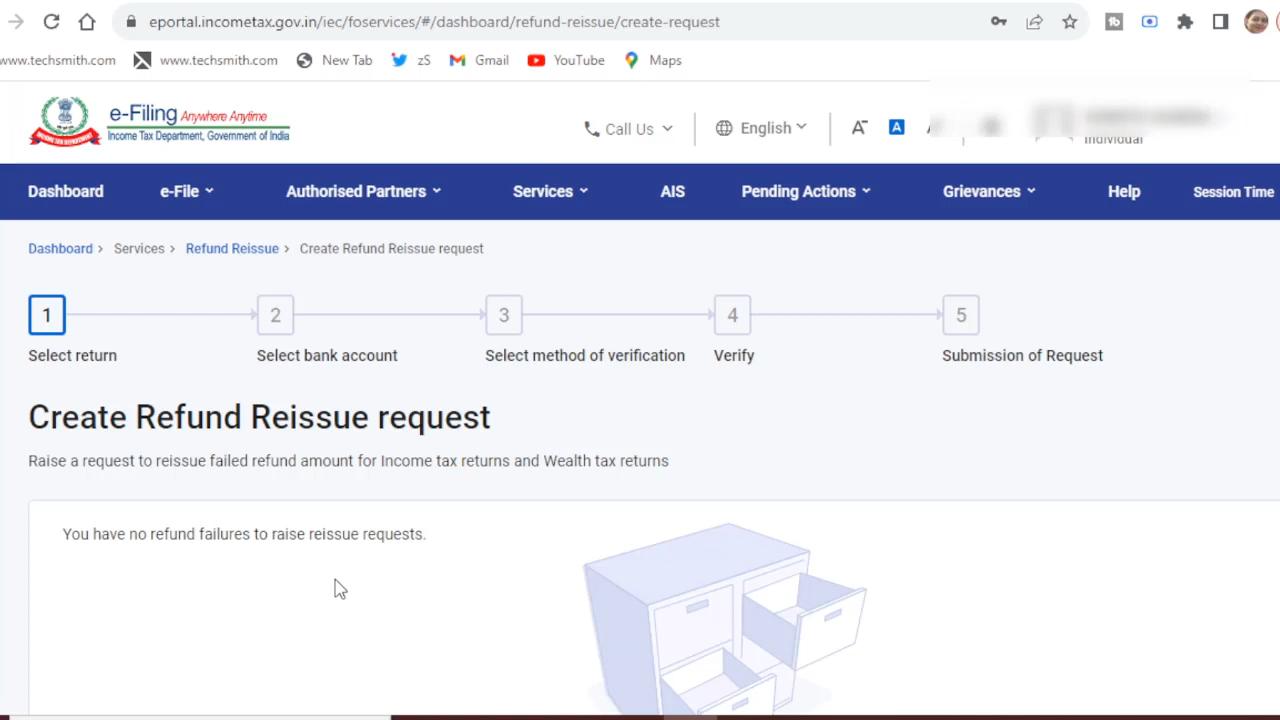 eportal.incometax.gov.in/iec/foservices/#/dashboard/refund-reissue/create-request
www.techsmith.com www.techsmith.com New Tab zS Gmail YouTube Maps
e-Filing Anywhere Anytime
Income Tax Department, Government of India
Call Us English A A
Individual
Dashboard e-File Authorised Partners Services AIS Pending Actions Grievances Help Session Time
Dashboard > Services > Refund Reissue > Create Refund Reissue request
1 2 3 4 5
Select return Select bank account Select method of verification Verify Submission of Request
Create Refund Reissue request
Raise a request to reissue failed refund amount for Income tax returns and Wealth tax returns
You have no refund failures to raise reissue requests.